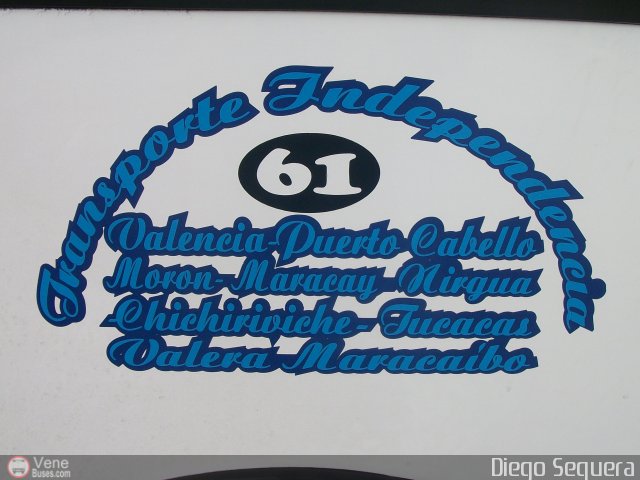 Transporte Independencia
61
Valencia-Puerto Cabello
Moron-Maracay Nirgua
Chichiriviche-Tucacas
Valera Maracaibo
Vene
Buses.com
Diego Sequera